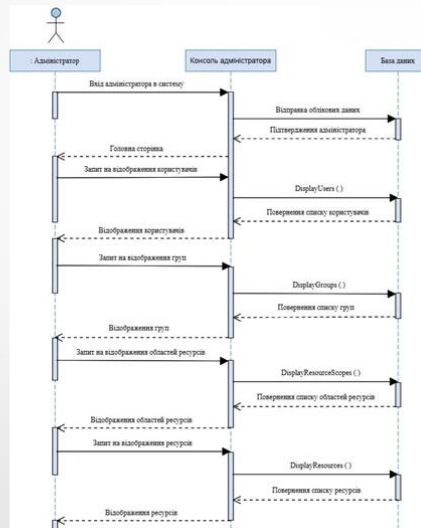 : Адміністратор
Консоль адміністратора
База даних
Вхід адміністратора в систему
Відправка облікових даних
Підтвердження адміністратора
Головна сторінка
Запит на відображення користувачів
DisplayUsers ( )
Повернення списку користувачів
Відображення користувачів
Запит на відображення груп
DisplayGroups ( )
Повернення списку груп
Відображення груп
Запит на відображення областей ресурсів
DisplayResourceScopes ( )
Повернення списку областей ресурсів
Відображення областей ресурсів
Запит на відображення ресурсів
DisplayResources ( )
Повернення списку ресурсів
Відображення ресурсів